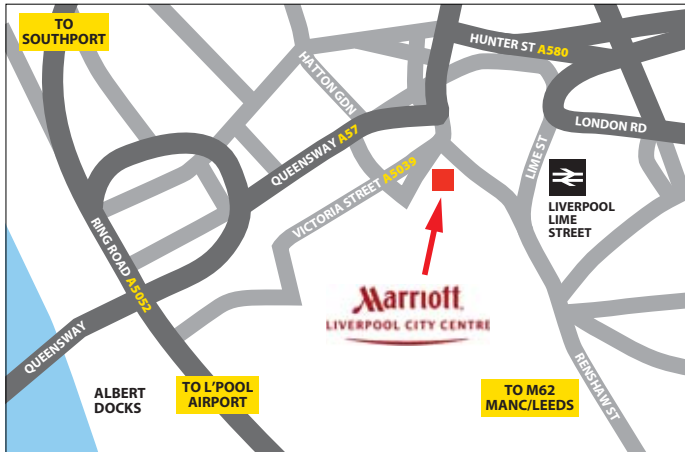 TO
SOUTHPORT
HUNTER ST A580
HATTON GDN
LONDON RD
QUEENSWAY A57
LIME ST
VICTORIA STREET A5039
LIVERPOOL
LIME
STREET
RING ROAD A5052
Marriott
LIVERPOOL CITY CENTRE
QUEENSWAY
RENSHAW ST
ALBERT
DOCKS
TO L'POOL
AIRPORT
TO M62
MANC/LEEDS